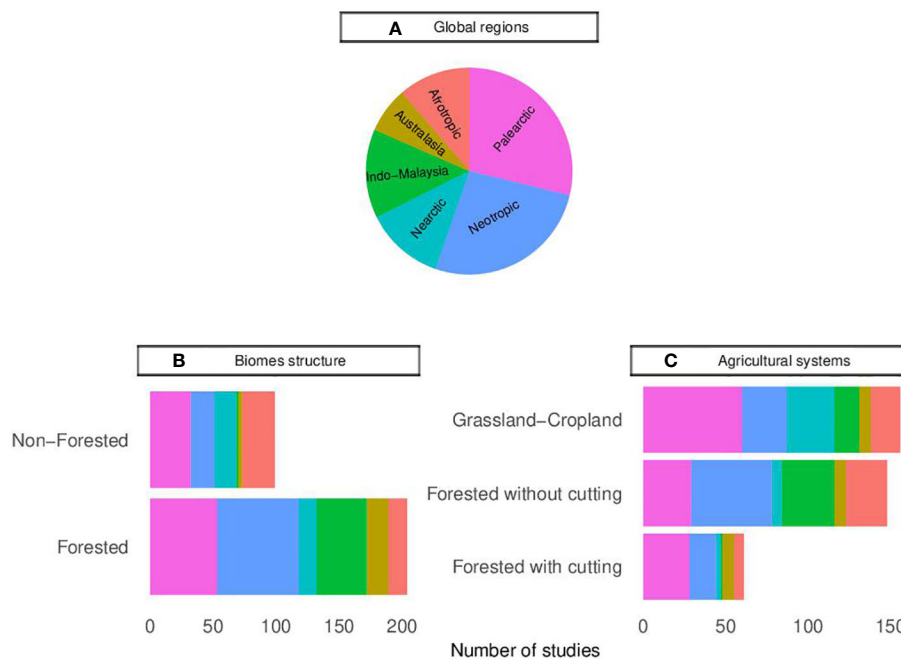 A Global regions
Afrotropic
Palearctic
Australasia
Indo−Malaysia
Nearctic
Neotropic
B Biomes structure
Non−Forested
Forested
0 50 100 150 200
C Agricultural systems
Grassland−Cropland
Forested without cutting
Forested with cutting
0 50 100 150
Number of studies